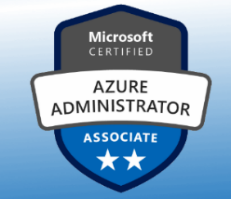 Microsoft
CERTIFIED
AZURE
ADMINISTRATOR
ASSOCIATE